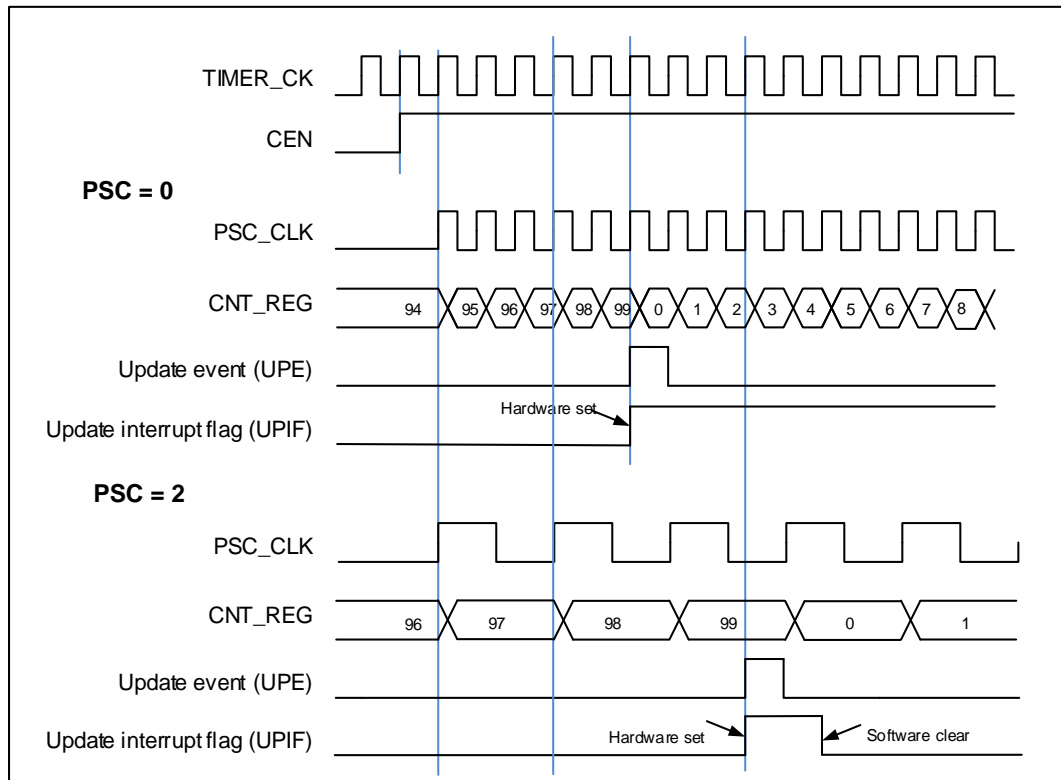 TIMER_CK
CEN
PSC = 0
PSC_CLK
CNT_REG 94 95 96 97 98 99 0 1 2 3 4 5 6 7 8
Update event (UPE)
Hardware set
Update interrupt flag (UPIF)
PSC = 2
PSC_CLK
CNT_REG 96 97 98 99 0 1
Update event (UPE)
Update interrupt flag (UPIF) Hardware set Software clear